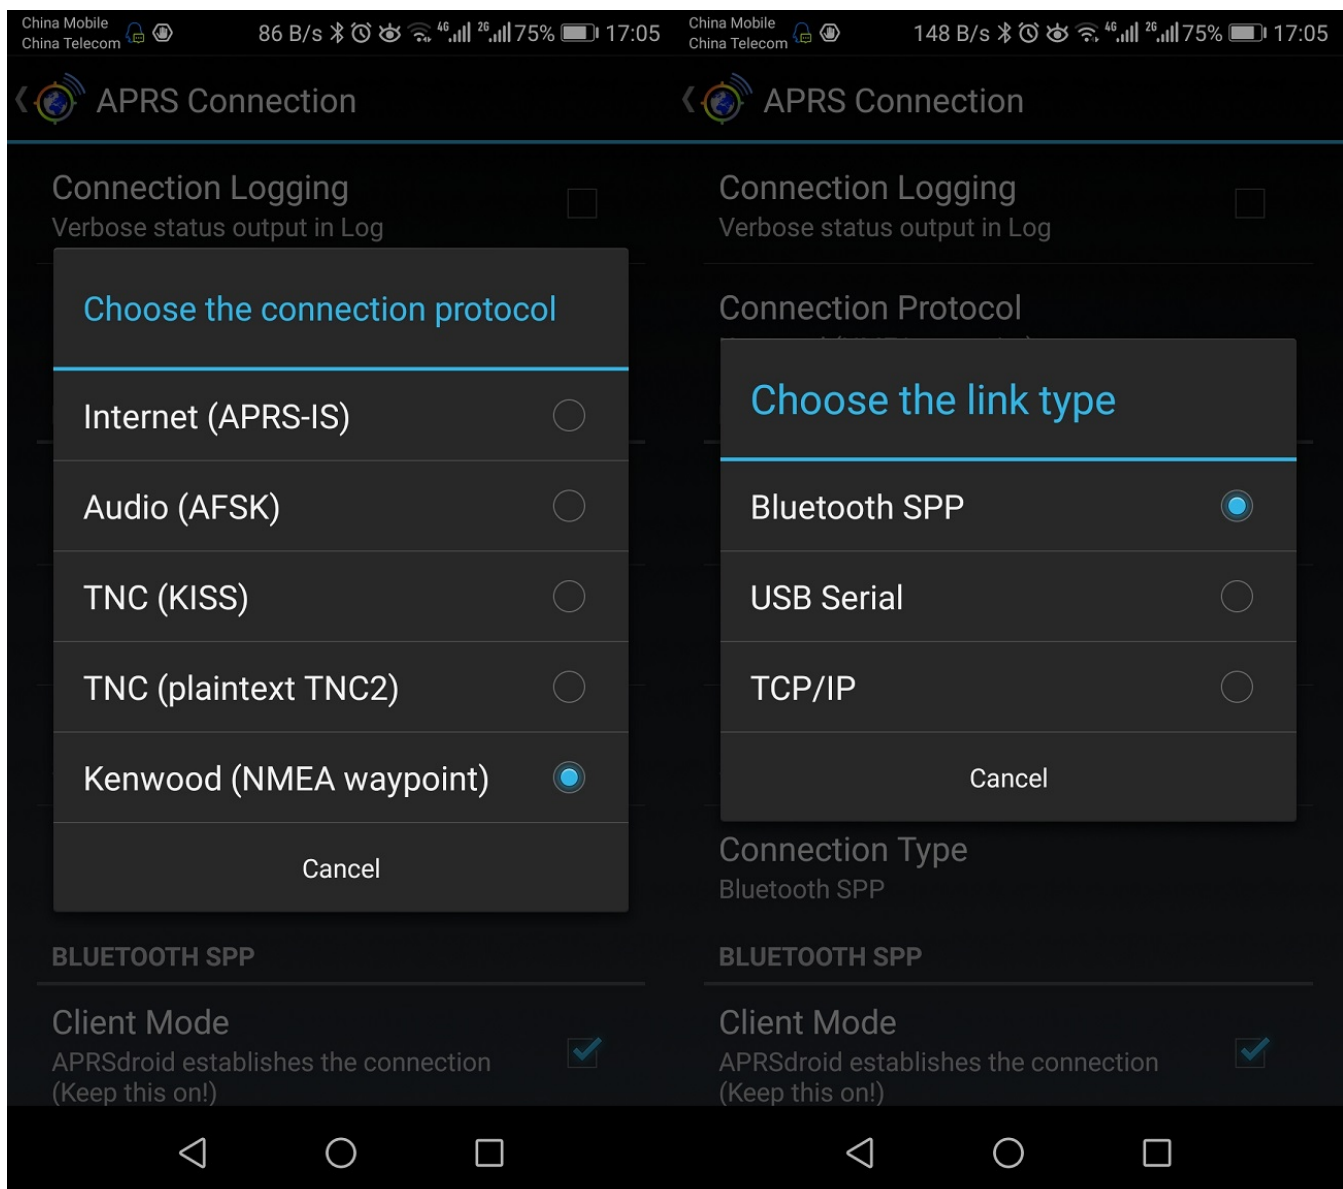 China Mobile
China Telecom
86 B/s 4G 2G 75% 17:05
APRS Connection
Connection Logging
Verbose status output in Log
Choose the connection protocol
Internet (APRS-IS)
Audio (AFSK)
TNC (KISS)
TNC (plaintext TNC2)
Kenwood (NMEA waypoint)
Cancel
BLUETOOTH SPP
Client Mode
APRSdroid establishes the connection
(Keep this on!)
China Mobile
China Telecom
148 B/s 4G 2G 75% 17:05
APRS Connection
Connection Logging
Verbose status output in Log
Connection Protocol
Choose the link type
Bluetooth SPP
USB Serial
TCP/IP
Cancel
Connection Type
Bluetooth SPP
BLUETOOTH SPP
Client Mode
APRSdroid establishes the connection
(Keep this on!)